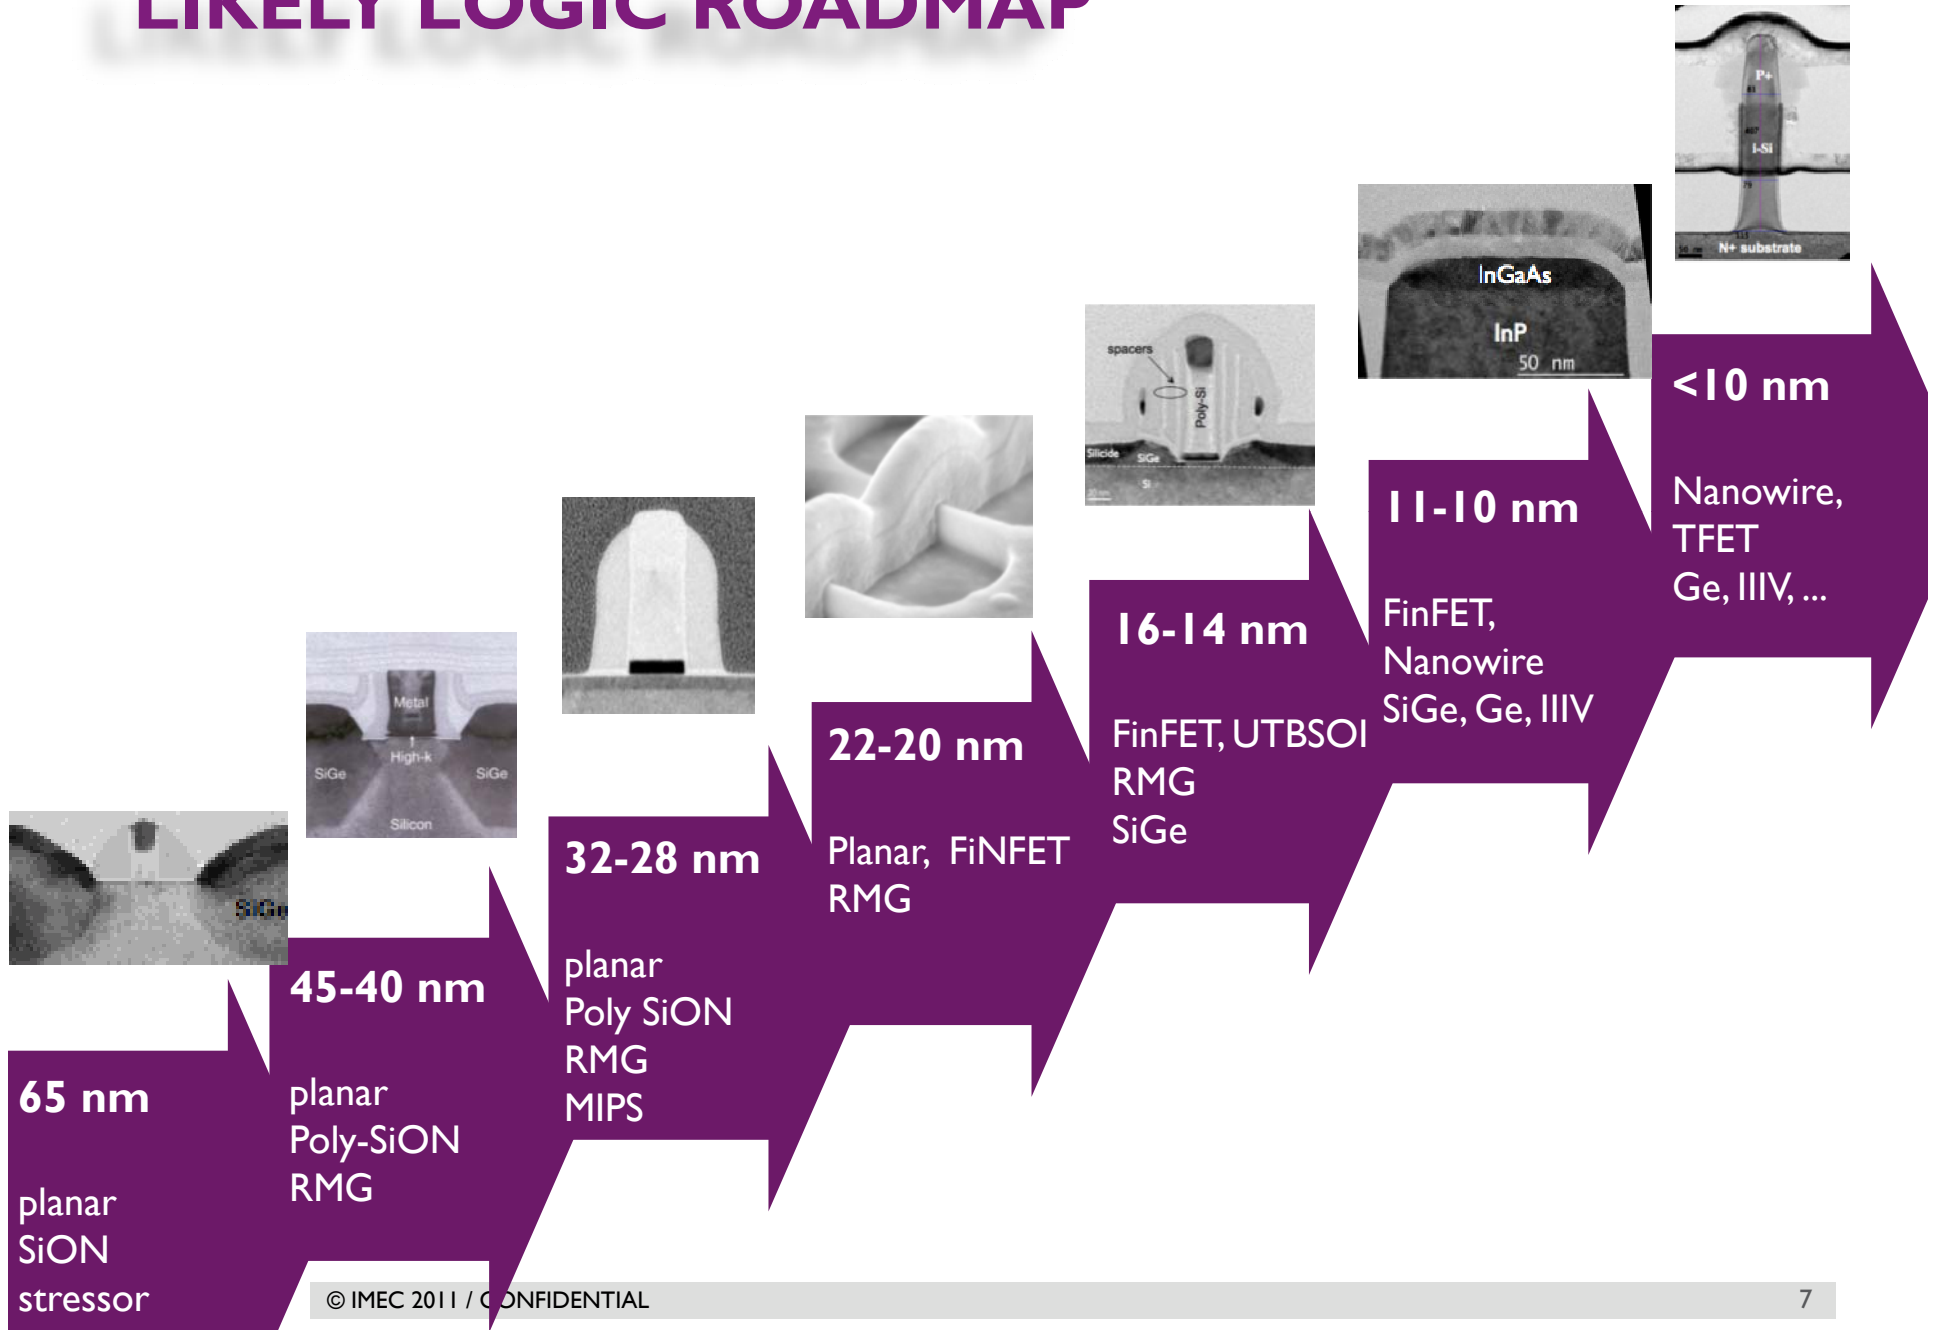 LIKELY LOGIC ROADMAP
P+
i-Si
N+ substrate
InGaAs
InP
50 nm
spacers
Poly-Si
Silicide
SiGe
Si
Metal
High-k
SiGe
SiGe
Silicon
SiGe
65 nm
planar
SiON
stressor
45-40 nm
planar
Poly-SiON
RMG
32-28 nm
planar
Poly SiON
RMG
MIPS
22-20 nm
Planar, FiNFET
RMG
16-14 nm
FinFET, UTBSOI
RMG
SiGe
11-10 nm
FinFET,
Nanowire
SiGe, Ge, IIIV
<10 nm
Nanowire,
TFET
Ge, IIIV, ...
© IMEC 2011 / CONFIDENTIAL
7